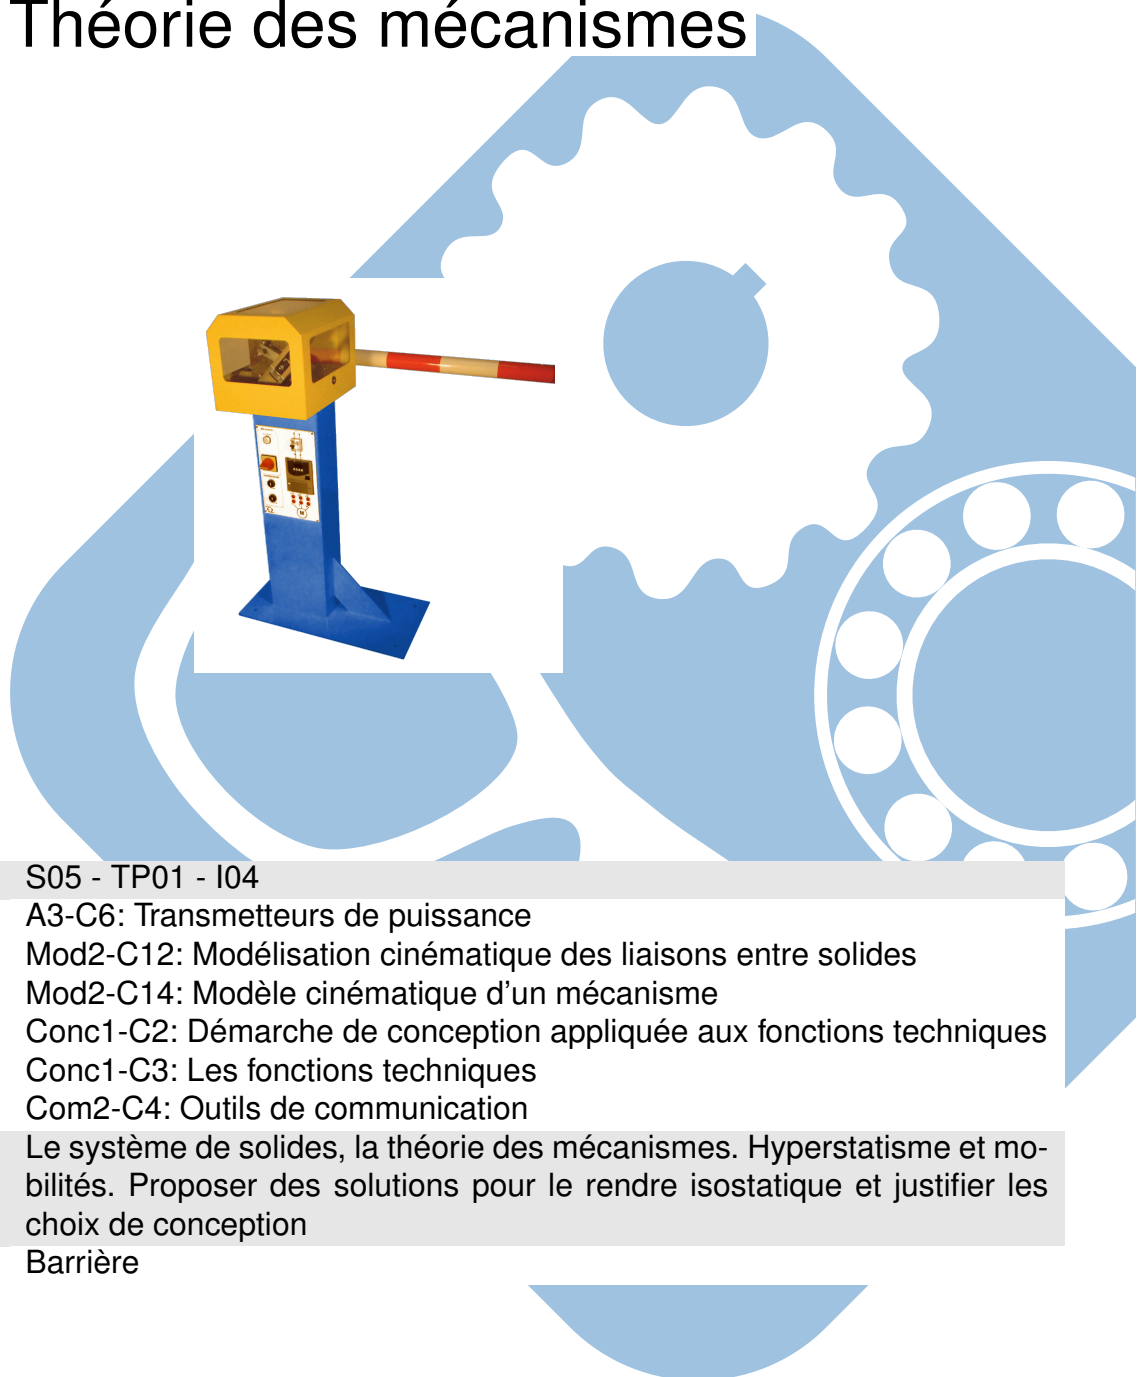 Théorie des mécanismes
S05 - TP01 - I04
A3-C6: Transmetteurs de puissance
Mod2-C12: Modélisation cinématique des liaisons entre solides
Mod2-C14: Modèle cinématique d'un mécanisme
Conc1-C2: Démarche de conception appliquée aux fonctions techniques
Conc1-C3: Les fonctions techniques
Com2-C4: Outils de communication
Le système de solides, la théorie des mécanismes. Hyperstatisme et mo-
bilités. Proposer des solutions pour le rendre isostatique et justifier les
choix de conception
Barrière